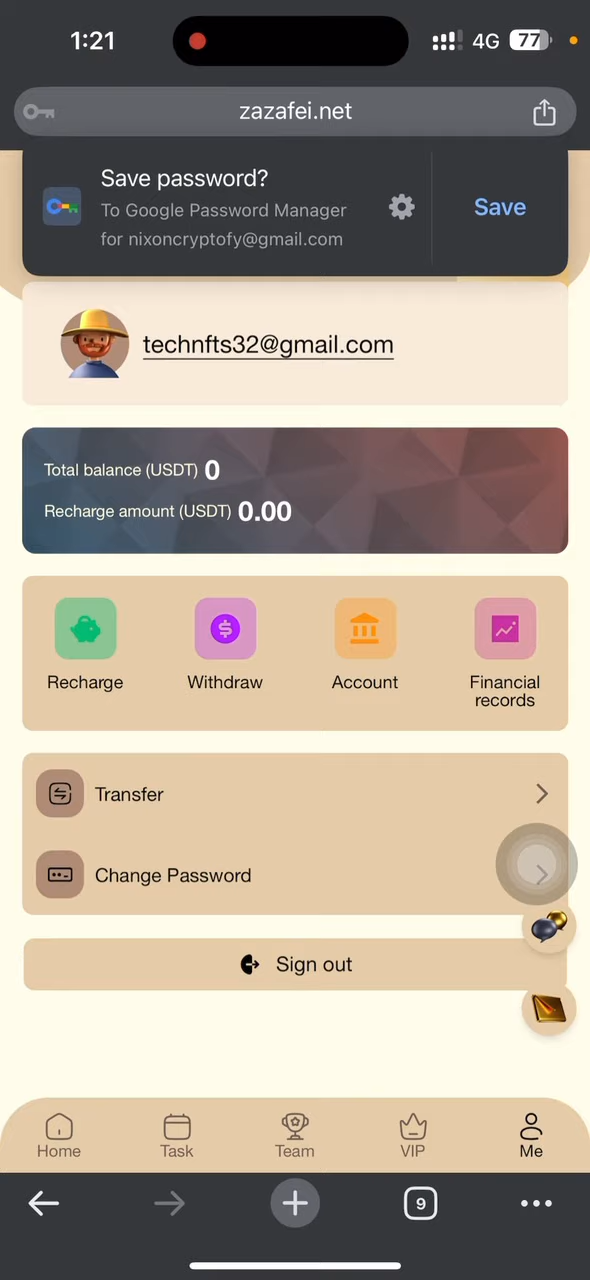 1:21
4G
77
zazafei.net
Save password?
To Google Password Manager
for nixoncryptofy@gmail.com
Save
technfts32@gmail.com
Total balance (USDT) 0
Recharge amount (USDT) 0.00
Recharge
Withdraw
Account
Financial
records
Transfer
Change Password
Sign out
Home
Task
Team
VIP
Me
9